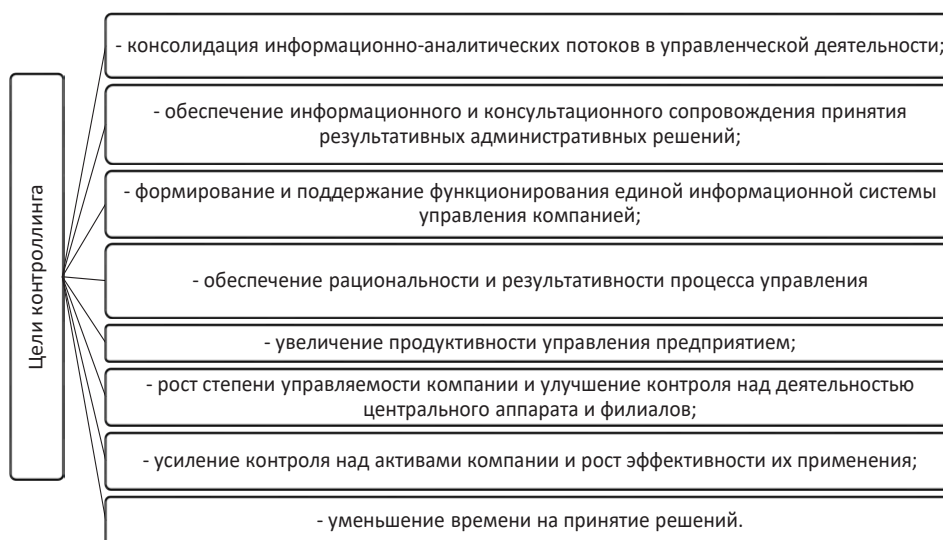 Цели контроллинга
- консолидация информационно-аналитических потоков в управленческой деятельности;
- обеспечение информационного и консультационного сопровождения принятия
результативных административных решений;
- формирование и поддержание функционирования единой информационной системы
управления компанией;
- обеспечение рациональности и результативности процесса управления
- увеличение продуктивности управления предприятием;
- рост степени управляемости компании и улучшение контроля над деятельностью
центрального аппарата и филиалов;
- усиление контроля над активами компании и рост эффективности их применения;
- уменьшение времени на принятие решений.